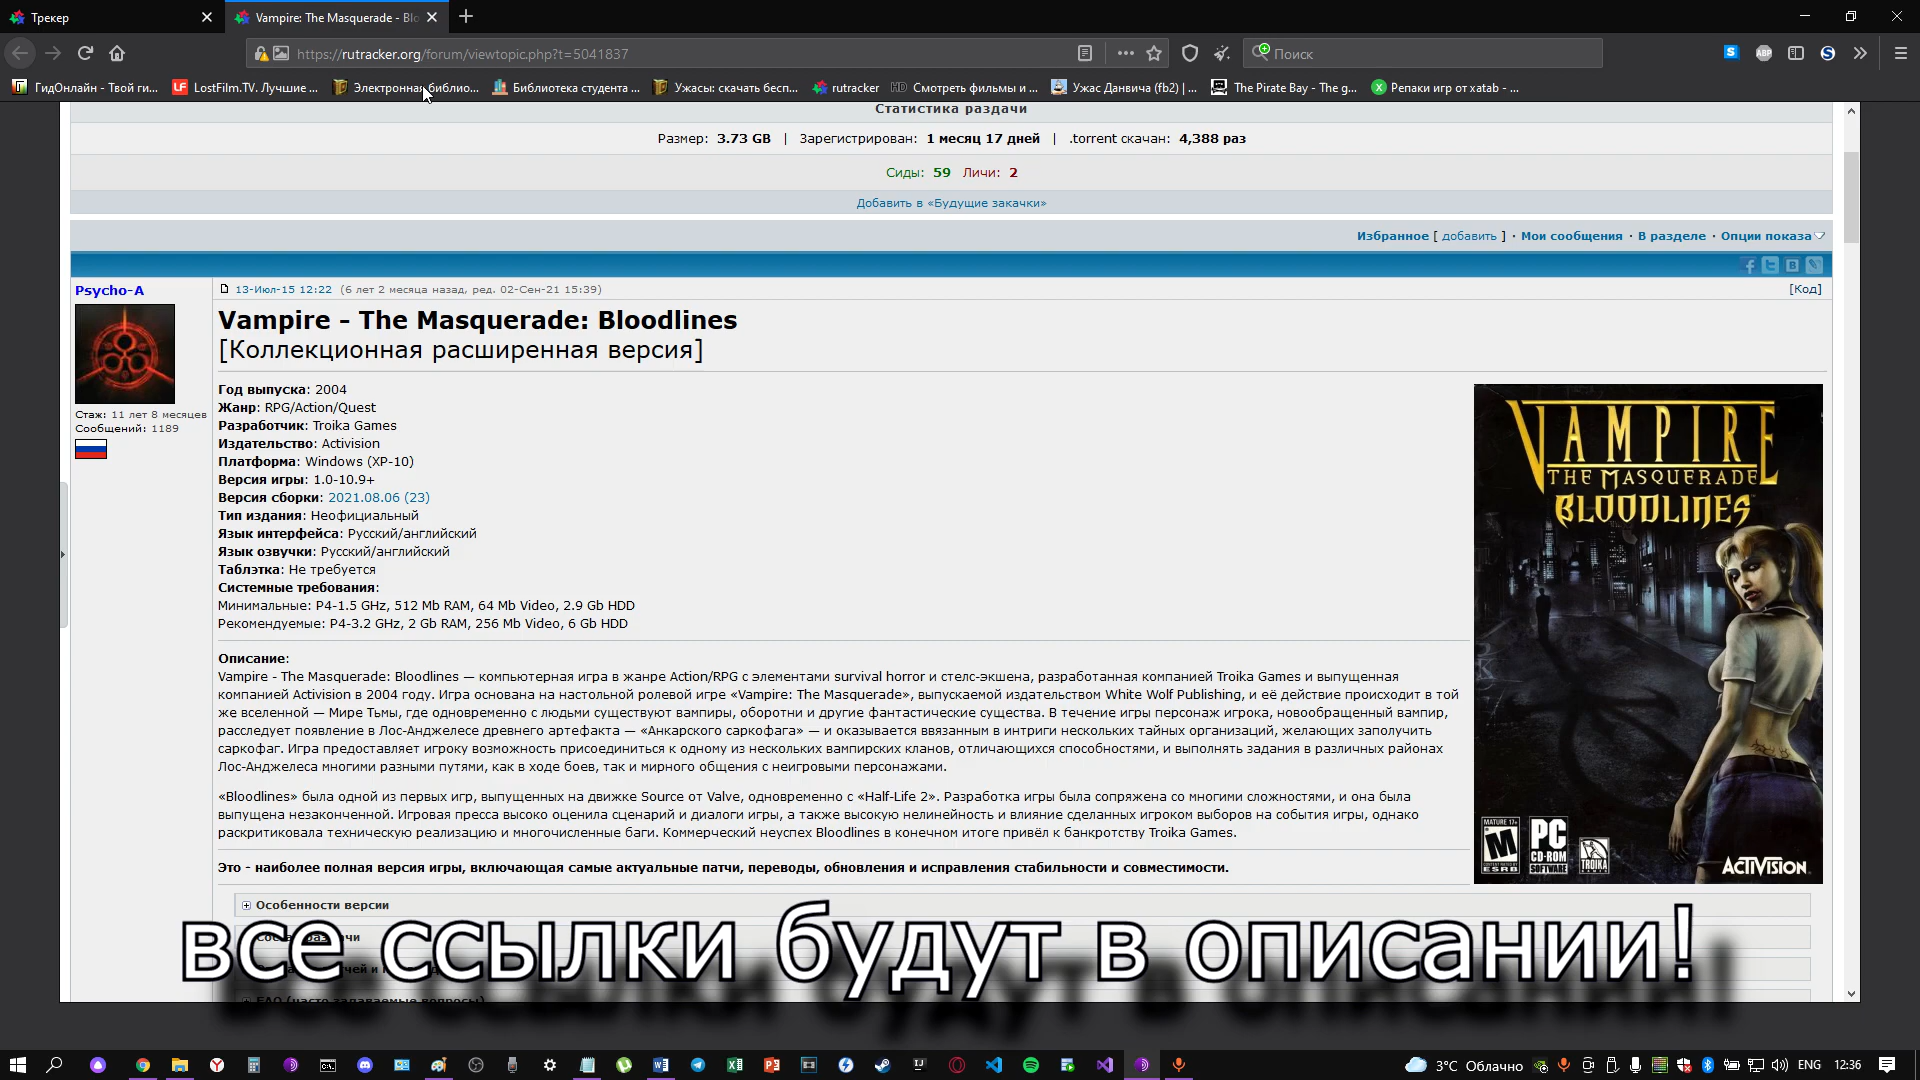 Трекер
Vampire: The Masquerade - Blo
https://rutracker.org/forum/viewtopic.php?t=5041837
Поиск
ГидОнлайн - Твой ги...
LostFilm.TV. Лучшие ...
Электронная библио...
Библиотека студента ...
Ужасы: скачать бесп...
rutracker
Смотреть фильмы и ...
Ужас Данвича (fb2) | ...
The Pirate Bay - The g...
Репаки игр от xatab - ...
Статистика раздачи
Размер: 3.73 GB | Зарегистрирован: 1 месяц 17 дней | .torrent скачан: 4,388 раз
Сиды: 59 Личи: 2
Добавить в «Будущие закачки»
Избранное [ добавить ] · Мои сообщения · В разделе · Опции показа
Psycho-A
Стаж: 11 лет 8 месяцев
Сообщений: 1189
13-Июл-15 12:22 (6 лет 2 месяца назад, ред. 02-Сен-21 15:39)
[Код]
Vampire – The Masquerade: Bloodlines
[Коллекционная расширенная версия]
Год выпуска: 2004
Жанр: RPG/Action/Quest
Разработчик: Troika Games
Издательство: Activision
Платформа: Windows (XP-10)
Версия игры: 1.0-10.9+
Версия сборки: 2021.08.06 (23)
Тип издания: Неофициальный
Язык интерфейса: Русский/английский
Язык озвучки: Русский/английский
Таблэтка: Не требуется
Системные требования:
Минимальные: P4-1.5 GHz, 512 Mb RAM, 64 Mb Video, 2.9 Gb HDD
Рекомендуемые: P4-3.2 GHz, 2 Gb RAM, 256 Mb Video, 6 Gb HDD
Описание:
Vampire - The Masquerade: Bloodlines — компьютерная игра в жанре Action/RPG с элементами survival horror и стелс-экшена, разработанная компанией Troika Games и выпущенная
компанией Activision в 2004 году. Игра основана на настольной ролевой игре «Vampire: The Masquerade», выпускаемой издательством White Wolf Publishing, и её действие происходит в той
же вселенной — Мире Тьмы, где одновременно с людьми существуют вампиры, оборотни и другие фантастические существа. В течение игры персонаж игрока, новообращенный вампир,
расследует появление в Лос-Анджелесе древнего артефакта — «Анкарского саркофага» — и оказывается ввязанным в интриги нескольких тайных организаций, желающих заполучить
саркофаг. Игра предоставляет игроку возможность присоединиться к одному из нескольких вампирских кланов, отличающихся способностями, и выполнять задания в различных районах
Лос-Анджелеса многими разными путями, как в ходе боев, так и мирного общения с неигровыми персонажами.
«Bloodlines» была одной из первых игр, выпущенных на движке Source от Valve, одновременно с «Half-Life 2». Разработка игры была сопряжена со многими сложностями, и она была
выпущена незаконченной. Игровая пресса высоко оценила сценарий и диалоги игры, а также высокую нелинейность и влияние сделанных игроком выборов на события игры, однако
раскритиковала техническую реализацию и многочисленные баги. Коммерческий неуспех Bloodlines в конечном итоге привёл к банкротству Troika Games.
Это - наиболее полная версия игры, включающая самые актуальные патчи, переводы, обновления и исправления стабильности и совместимости.
VAMPIRE
THE MASQUERADE
BLOODLINES
MATURE 17+
M
ESRB
PC
CD-ROM
SOFTWARE
TROIKA
ACTIVISION
Особенности версии
все ссылки будут в описании!
FAQ (часто задаваемые вопросы)
3°C Облачно
ENG
12:36